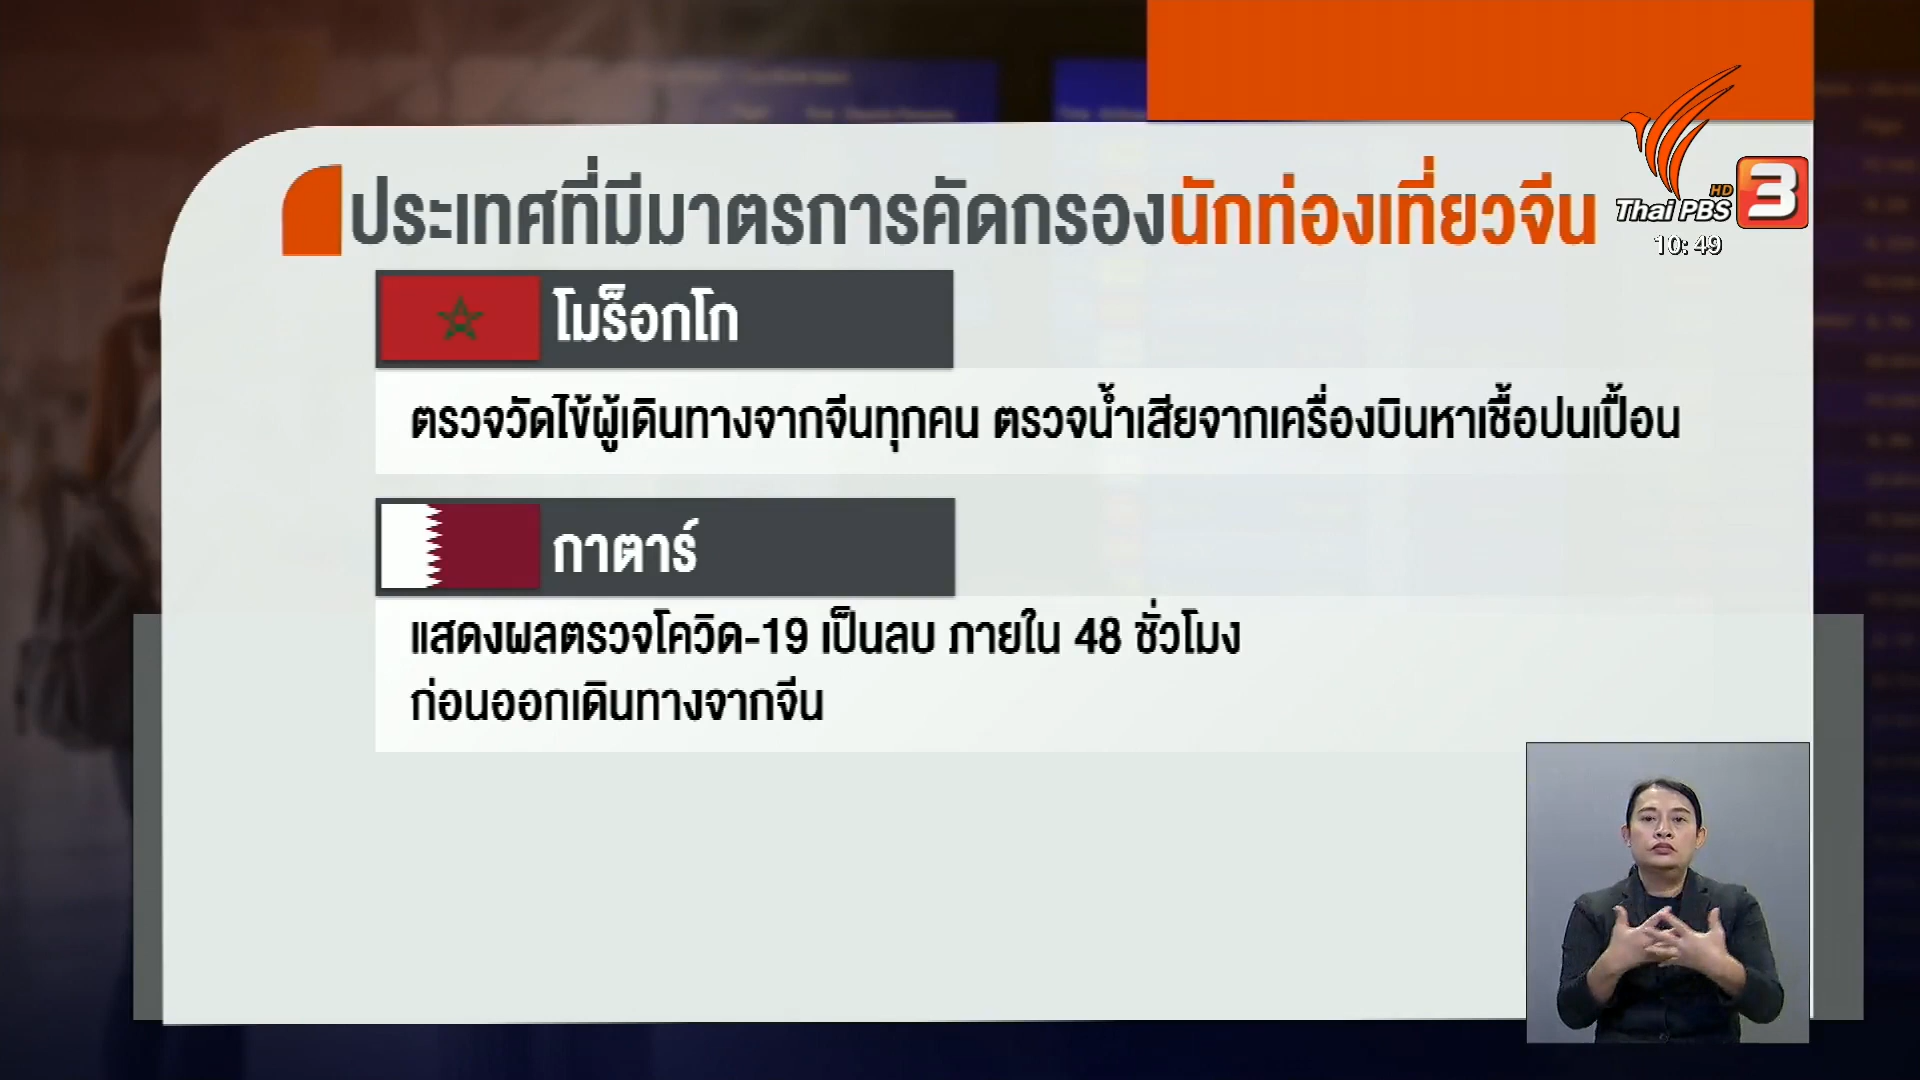 ประเทศที่มีมาตรการคัดกรองนักท่องเที่ยวจีน
HD
Thai PBS 3
10:49
โมร็อกโก
ตรวจวัดไข้ผู้เดินทางจากจีนทุกคน ตรวจน้ำเสียจากเครื่องบินหาเชื้อปนเปื้อน
กาตาร์
แสดงผลตรวจโควิด-19 เป็นลบ ภายใน 48 ชั่วโมง
ก่อนออกเดินทางจากจีน